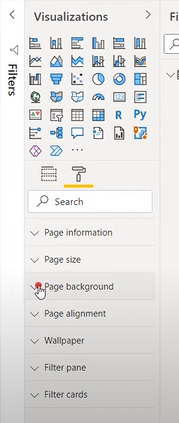 Visualizations
Fi
Filters
R
Py
Search
Page information
Page size
Page background
Page alignment
Wallpaper
Filter pane
Filter cards